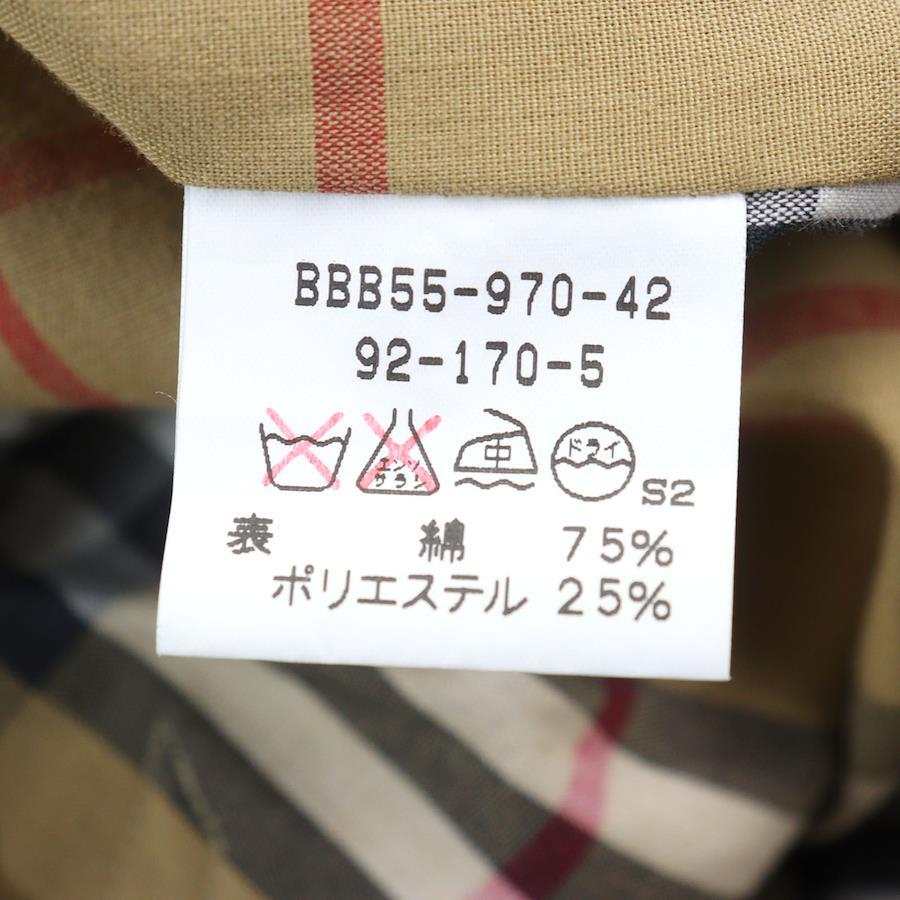 BBB55-970-42
92-170-5
エンソ サラシ 中 ドライ S2
表 綿 75%
ポリエステル 25%